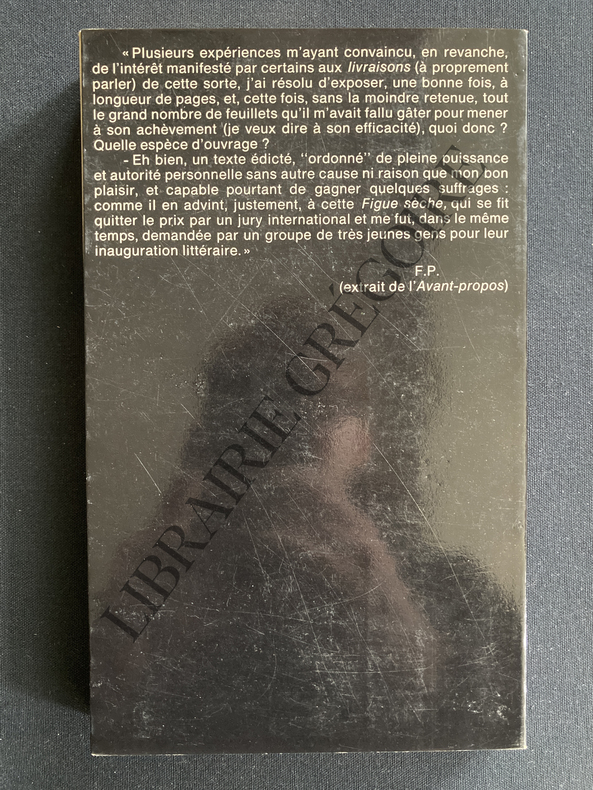 « Plusieurs expériences m'ayant convaincu, en revanche,
de l'intérêt manifesté par certains aux livraisons (à proprement
parler) de cette sorte, j'ai résolu d'exposer, une bonne fois, à
longueur de pages, et, cette fois, sans la moindre retenue, tout
le grand nombre de feuillets qu'il m'avait fallu gâter pour mener
à son achèvement (je veux dire à son efficacité), quoi donc ?
Quelle espèce d'ouvrage ?
- Eh bien, un texte édicté, ''ordonné'' de pleine puissance
et autorité personnelle sans autre cause ni raison que mon bon
plaisir, et capable pourtant de gagner quelques suffrages :
comme il en advint, justement, à cette Figue sèche, qui se fit
quitter le prix par un jury international et me fut, dans le même
temps, demandée par un groupe de très jeunes gens pour leur
inauguration littéraire. »
F.P.
(extrait de l'Avant-propos)
LIBRAIRIE GRÉGOIRE